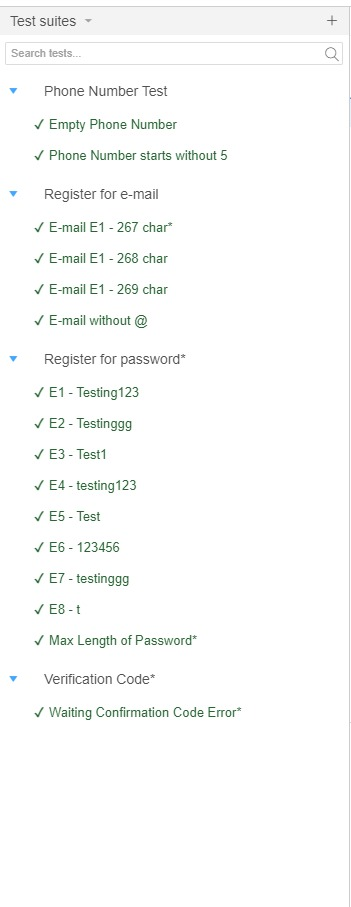 Test suites
Search tests...
Phone Number Test
Empty Phone Number
Phone Number starts without 5
Register for e-mail
E-mail E1 - 267 char*
E-mail E1 - 268 char
E-mail E1 - 269 char
E-mail without @
Register for password*
E1 - Testing123
E2 - Testinggg
E3 - Test1
E4 - testing123
E5 - Test
E6 - 123456
E7 - testinggg
E8 - t
Max Length of Password*
Verification Code*
Waiting Confirmation Code Error*